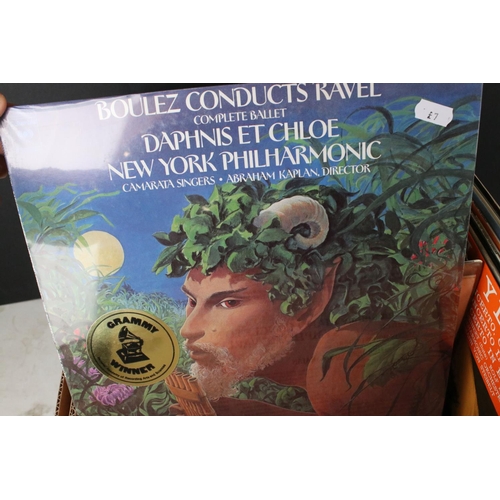 BOULEZ CONDUCTS RAVEL
COMPLETE BALLET
DAPHNIS ET CHLOE
NEW YORK PHILHARMONIC
CAMARATA SINGERS • ABRAHAM KAPLAN, DIRECTOR
£7
GRAMMY
WINNER